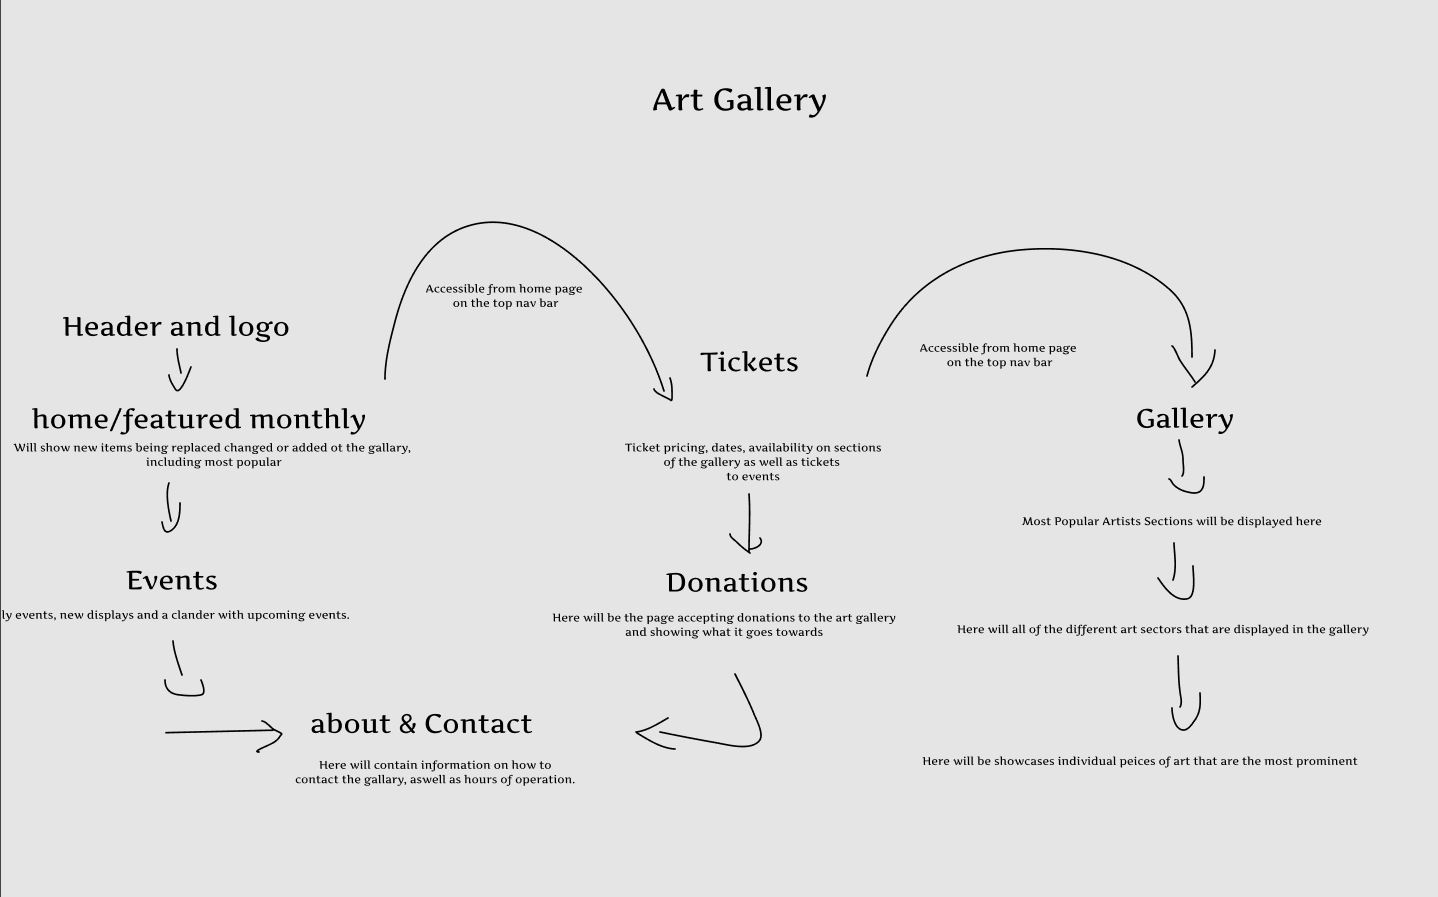 Art Gallery
Accessible from home page
on the top nav bar
Header and logo
Accessible from home page
on the top nav bar
Tickets
home/featured monthly
Will show new items being replaced changed or added ot the gallary,
including most popular
Ticket pricing, dates, availability on sections
of the gallery as well as tickets
to events
Gallery
Most Popular Artists Sections will be displayed here
Events
ly events, new displays and a clander with upcoming events.
Donations
Here will be the page accepting donations to the art gallery
and showing what it goes towards
Here will all of the different art sectors that are displayed in the gallery
about & Contact
Here will contain information on how to
contact the gallary, aswell as hours of operation.
Here will be showcases individual peices of art that are the most prominent